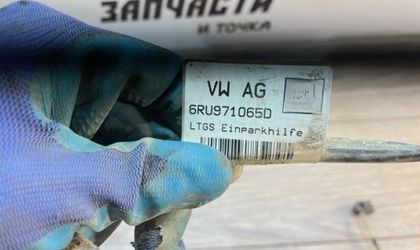 ЗАПЧАСТИ
И ТОЧКА
VW AG
6RU971065D
LTGS Einparkhilfe